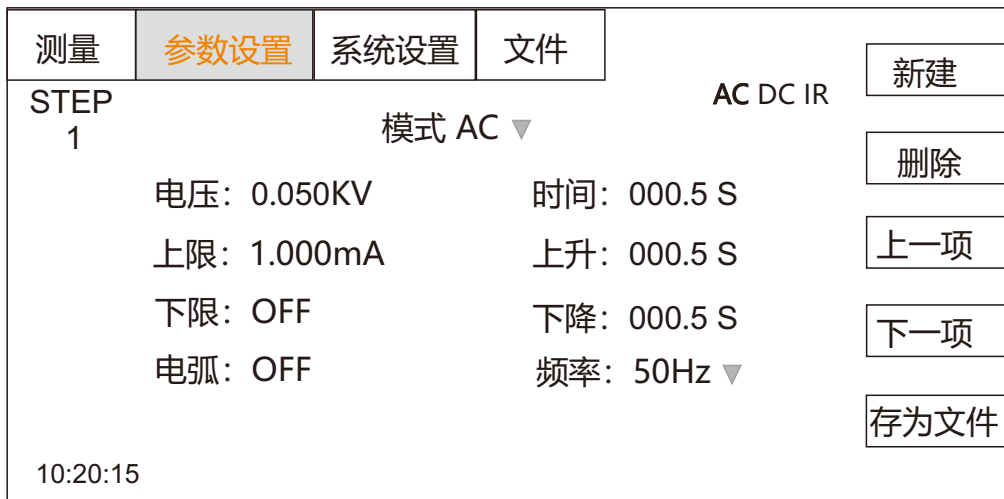 测量 参数设置 系统设置 文件
新建
AC DC IR
STEP
1
模式 AC
删除
电压：0.050KV 时间：000.5 S
上一项
上限：1.000mA 上升：000.5 S
下限：OFF 下降：000.5 S
下一项
电弧：OFF 频率：50Hz
存为文件
10:20:15